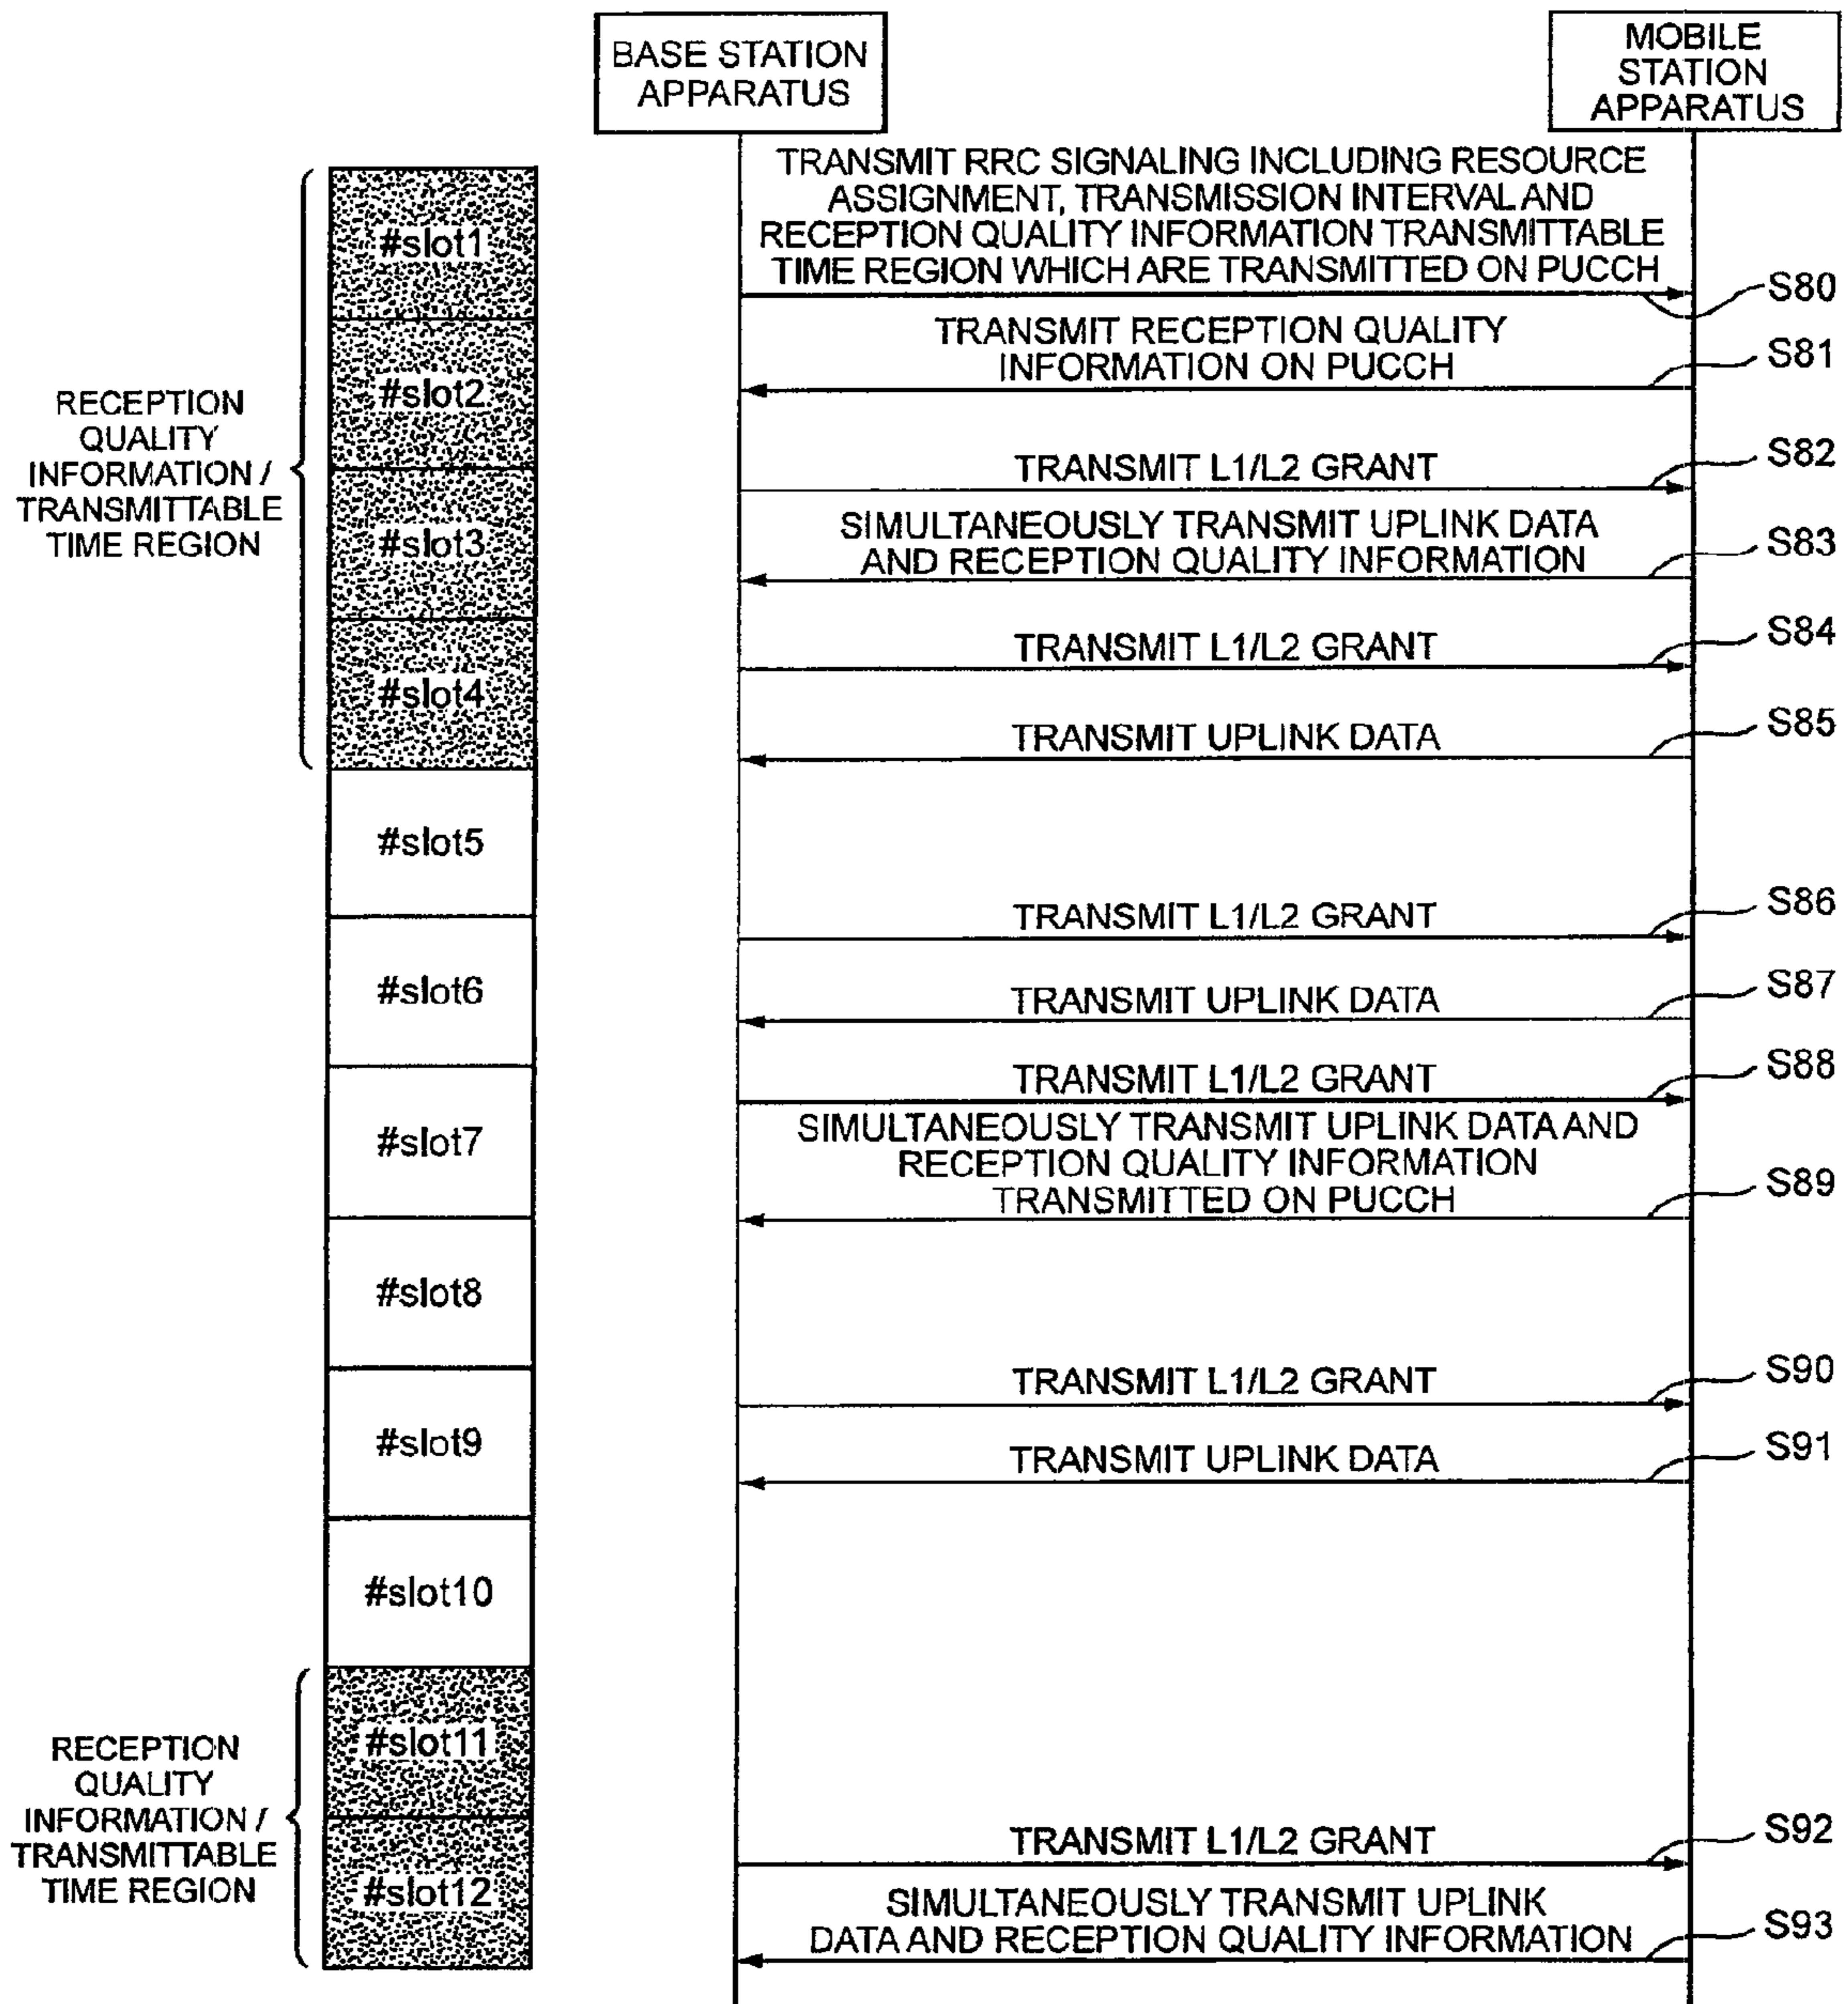 BASE STATION
APPARATUS
MOBILE
STATION
APPARATUS
TRANSMIT RRC SIGNALING INCLUDING RESOURCE
ASSIGNMENT, TRANSMISSION INTERVAL AND
RECEPTION QUALITY INFORMATION TRANSMITTABLE
TIME REGION WHICH ARE TRANSMITTED ON PUCCH
S80
#slot1
TRANSMIT RECEPTION QUALITY
INFORMATION ON PUCCH
S81
#slot2
RECEPTION
QUALITY
INFORMATION /
TRANSMITTABLE
TIME REGION
TRANSMIT L1/L2 GRANT
S82
#slot3
SIMULTANEOUSLY TRANSMIT UPLINK DATA
AND RECEPTION QUALITY INFORMATION
S83
TRANSMIT L1/L2 GRANT
S84
#slot4
TRANSMIT UPLINK DATA
S85
#slot5
TRANSMIT L1/L2 GRANT
S86
#slot6
TRANSMIT UPLINK DATA
S87
TRANSMIT L1/L2 GRANT
S88
#slot7
SIMULTANEOUSLY TRANSMIT UPLINK DATA AND
RECEPTION QUALITY INFORMATION
TRANSMITTED ON PUCCH
S89
#slot8
TRANSMIT L1/L2 GRANT
S90
#slot9
TRANSMIT UPLINK DATA
S91
#slot10
#slot11
RECEPTION
QUALITY
INFORMATION /
TRANSMITTABLE
TIME REGION
TRANSMIT L1/L2 GRANT
S92
#slot12
SIMULTANEOUSLY TRANSMIT UPLINK
DATA AND RECEPTION QUALITY INFORMATION
S93